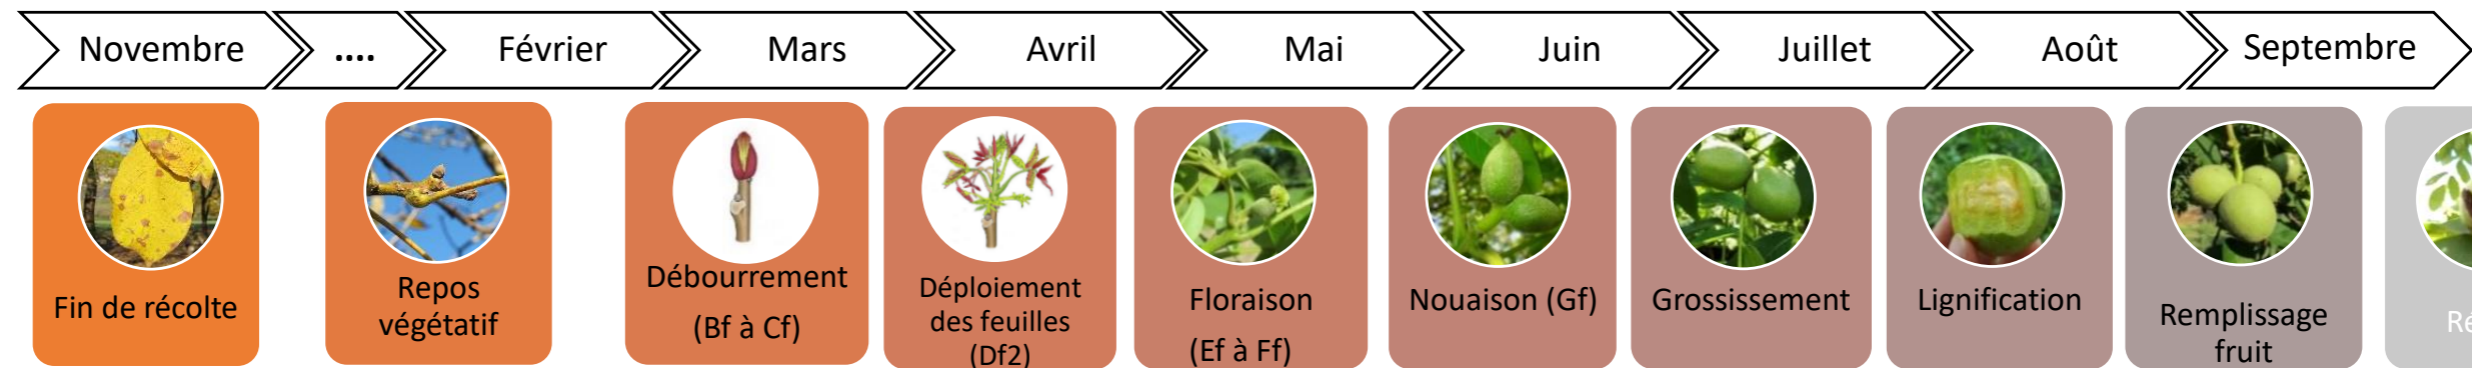 Novembre
....
Février
Mars
Avril
Mai
Juin
Juillet
Août
Septembre
Fin de récolte
Repos
végétatif
Débourrement
(Bf à Cf)
Déploiement
des feuilles
(Df2)
Floraison
(Ef à Ff)
Nouaison (Gf)
Grossissement
Lignification
Remplissage
fruit